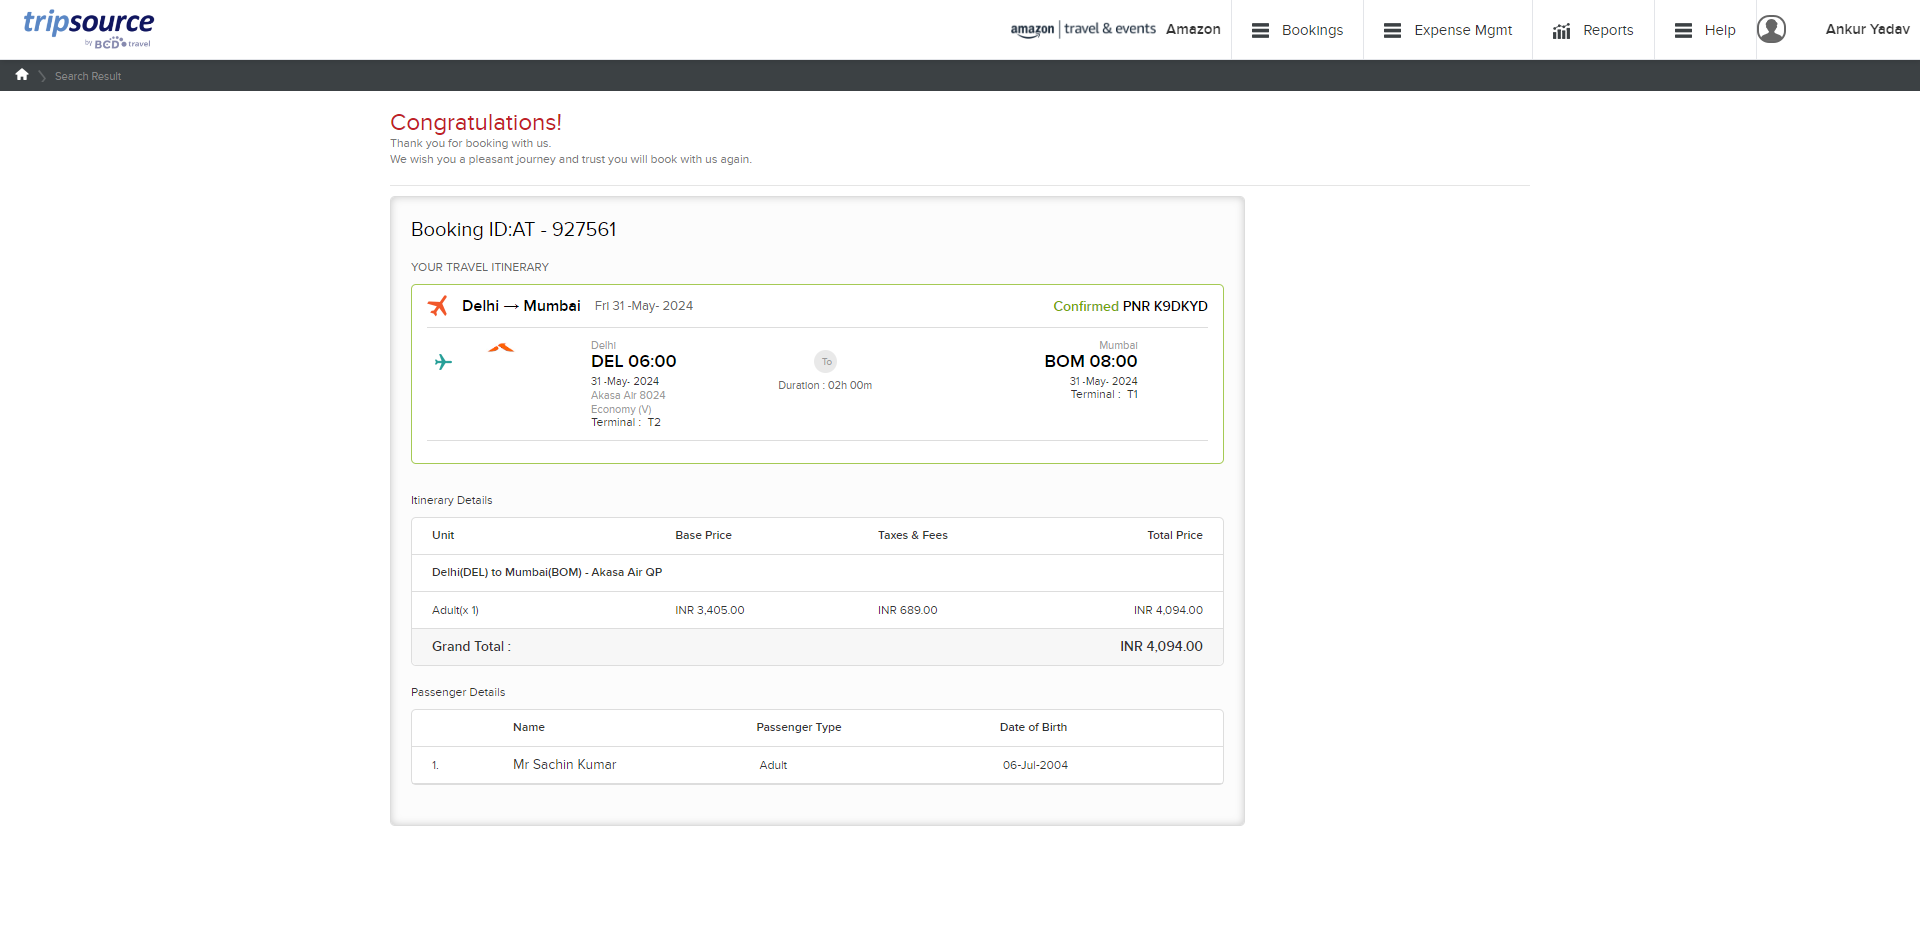 tripsource
by BCD travel
amazon | travel & events Amazon
Bookings
Expense Mgmt
Reports
Help
Ankur Yadav
Search Result
Congratulations!
Thank you for booking with us.
We wish you a pleasant journey and trust you will book with us again.
Booking ID:AT - 927561
YOUR TRAVEL ITINERARY
Delhi → Mumbai Fri 31 -May- 2024 Confirmed PNR K9DKYD
Delhi
DEL 06:00
31 -May- 2024
Akasa Air 8024
Economy (V)
Terminal : T2
To
Duration : 02h 00m
Mumbai
BOM 08:00
31 -May- 2024
Terminal : T1
Itinerary Details
Unit Base Price Taxes & Fees Total Price
Delhi(DEL) to Mumbai(BOM) - Akasa Air QP
Adult(x 1) INR 3,405.00 INR 689.00 INR 4,094.00
Grand Total : INR 4,094.00
Passenger Details
Name Passenger Type Date of Birth
1. Mr Sachin Kumar Adult 06-Jul-2004